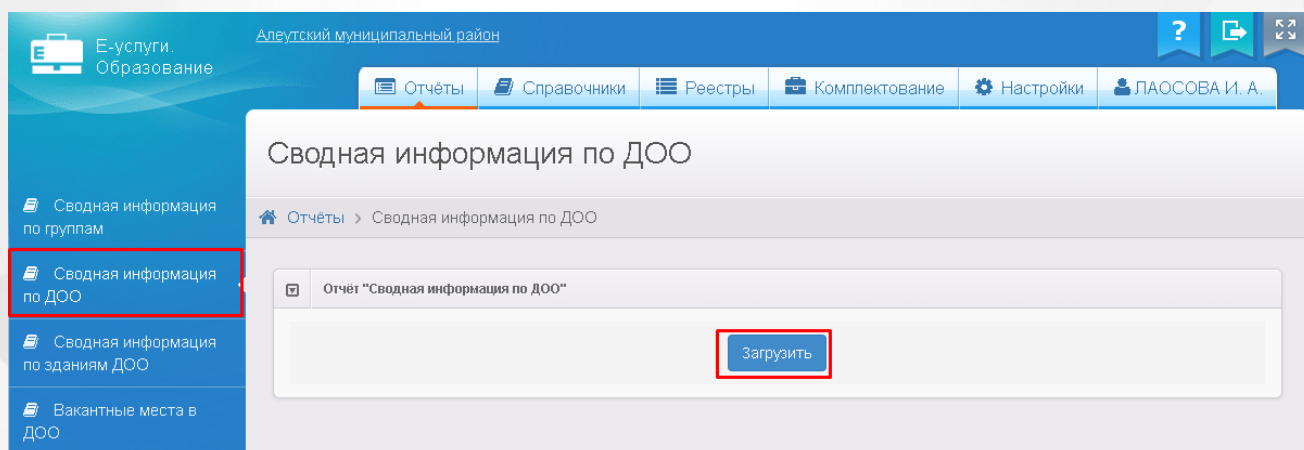 Е-услуги.
Образование
Алеутский муниципальный район
?
Отчёты
Справочники
Реестры
Комплектование
Настройки
ЛАОСОВА И. А.
Сводная информация по ДОО
Отчёты > Сводная информация по ДОО
Сводная информация
по группам
Сводная информация
по ДОО
Сводная информация
по зданиям ДОО
Вакантные места в
ДОО
Отчёт "Сводная информация по ДОО"
Загрузить